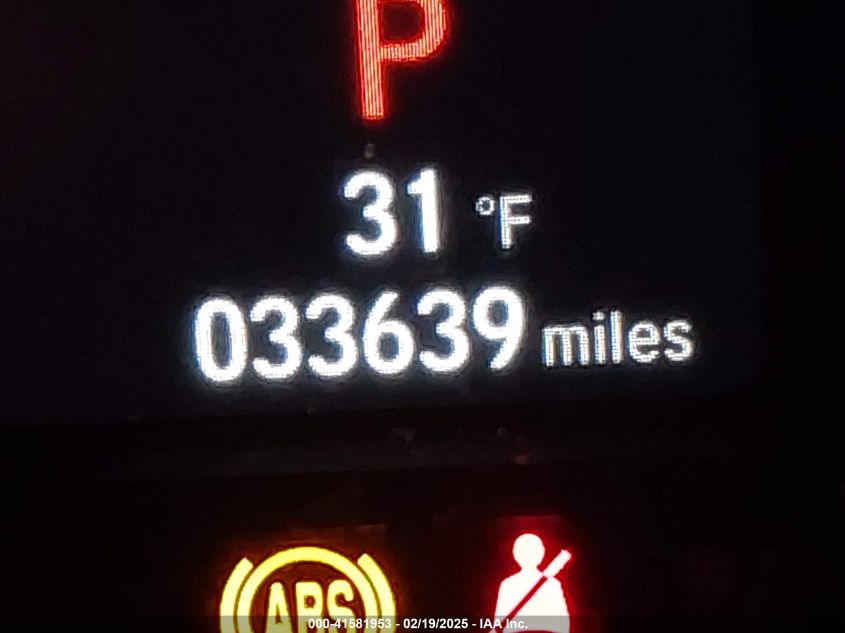 P
31 °F
033639 miles
ABS
000-41581953 - 02/19/2025 - IAA Inc.